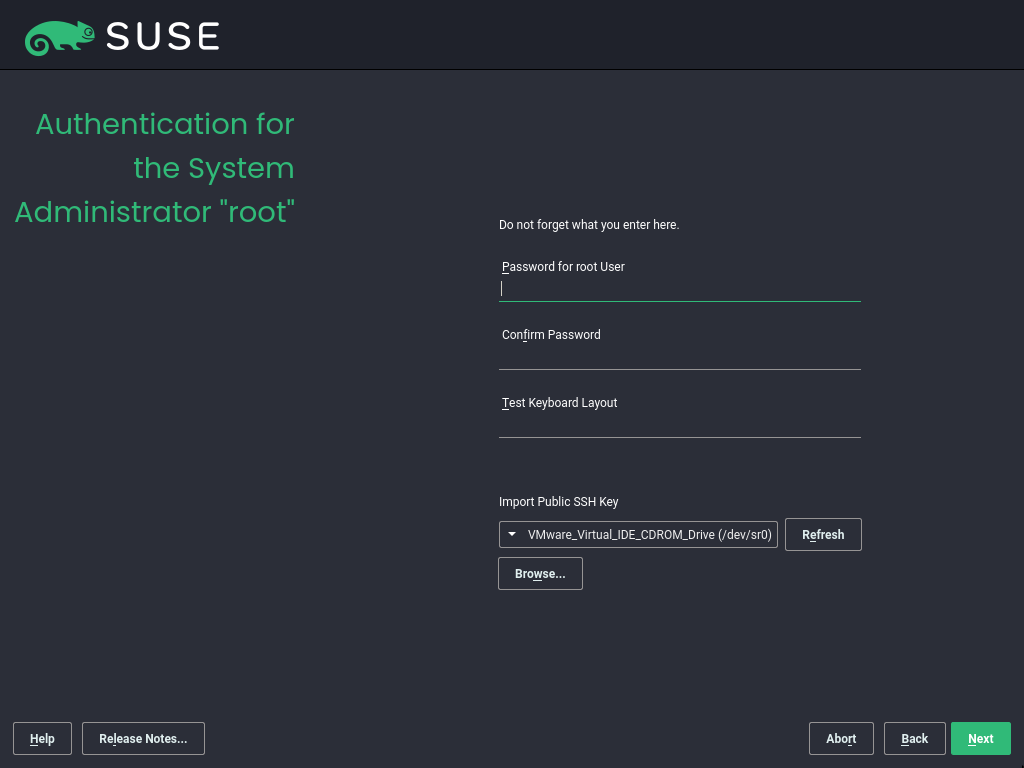 SUSE
Authentication for
the System
Administrator "root"
Do not forget what you enter here.
Password for root User
Confirm Password
Test Keyboard Layout
Import Public SSH Key
VMware_Virtual_IDE_CDROM_Drive (/dev/sr0)
Refresh
Browse...
Help
Release Notes...
Abort
Back
Next